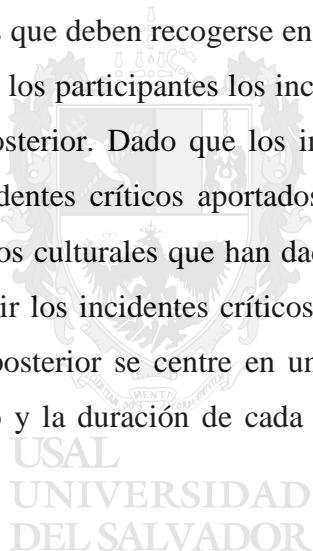 s que deben recogerse en
los participantes los inc
osterior. Dado que los in
dentes críticos aportados
os culturales que han dad
ir los incidentes críticos
posterior se centre en un
o y la duración de cada
USAL
UNIVERSIDAD
DEL SALVADOR